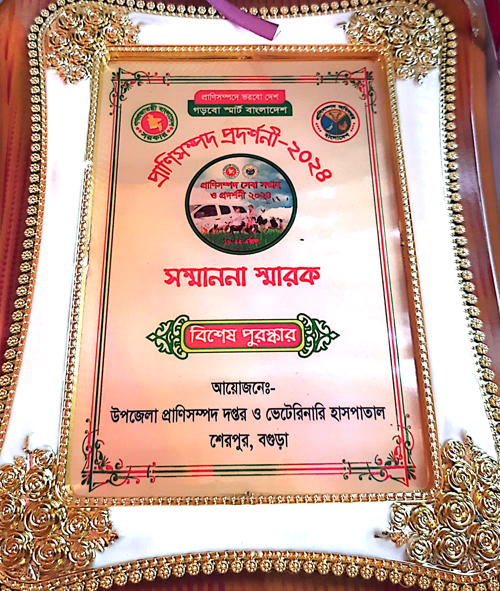 প্রাণিসম্পদে ভরবো দেশ
গড়বো স্মার্ট বাংলাদেশ
প্রাণিসম্পদ প্রদর্শনী-২০২৪
প্রাণিসম্পদ সেবা সপ্তাহ
ও প্রদর্শনী ২০২৪
সম্মাননা স্মারক
বিশেষ পুরস্কার
আয়োজনেঃ-
উপজেলা প্রাণিসম্পদ দপ্তর ও ভেটেরিনারি হাসপাতাল
শেরপুর, বগুড়া